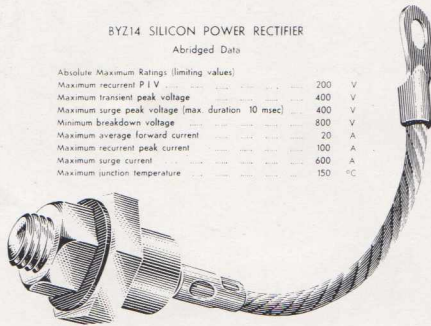 BYZ14 SILICON POWER RECTIFIER
Abridged Data
Absolute Maximum Ratings (limiting values)
Maximum recurrent P I V 200 V
Maximum transient peak voltage 400 V
Maximum surge peak voltage (max. duration 10 msec) 400 V
Minimum breakdown voltage 800 V
Maximum average forward current 20 A
Maximum recurrent peak current 100 A
Maximum surge current 600 A
Maximum junction temperature 150 °C